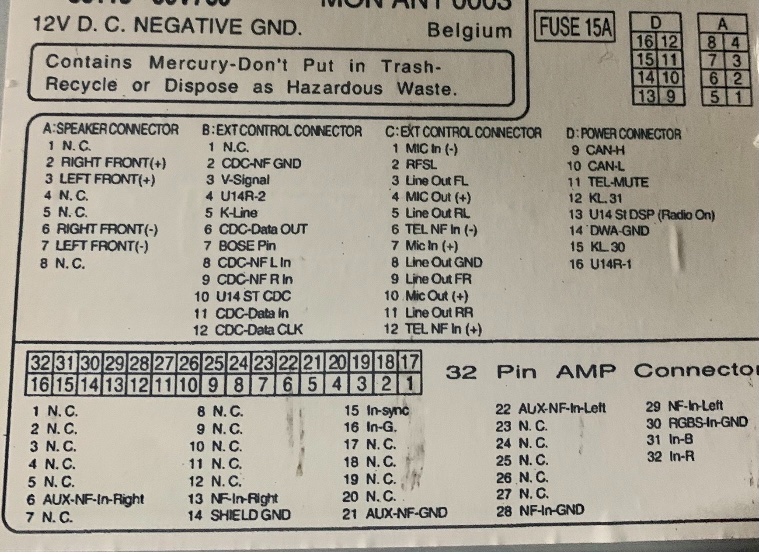 MON ANT 0003
12V D. C. NEGATIVE GND.
Belgium
FUSE 15A
Contains Mercury-Don't Put in Trash-
Recycle or Dispose as Hazardous Waste.
D
16 12
15 11
14 10
13 9
A
8 4
7 3
6 2
5 1
A:SPEAKER CONNECTOR
1 N. C.
2 RIGHT FRONT(+)
3 LEFT FRONT(+)
4 N. C.
5 N. C.
6 RIGHT FRONT(-)
7 LEFT FRONT(-)
8 N. C.
B:EXT CONTROL CONNECTOR
1 N.C.
2 CDC-NF GND
3 V-Signal
4 U14R-2
5 K-Line
6 CDC-Data OUT
7 BOSE Pin
8 CDC-NF L In
9 CDC-NF R In
10 U14 ST CDC
11 CDC-Data In
12 CDC-Data CLK
C:EXT CONTROL CONNECTOR
1 MIC In (-)
2 RFSL
3 Line Out FL
4 MIC Out (+)
5 Line Out RL
6 TEL NF In (-)
7 Mic In (+)
8 Line Out GND
9 Line Out FR
10 Mic Out (+)
11 Line Out RR
12 TEL NF In (+)
D:POWER CONNECTOR
9 CAN-H
10 CAN-L
11 TEL-MUTE
12 KL.31
13 U14 St DSP (Radio On)
14 DWA-GND
15 KL.30
16 U14R-1
32 31 30 29 28 27 26 25 24 23 22 21 20 19 18 17
16 15 14 13 12 11 10 9 8 7 6 5 4 3 2 1
32 Pin AMP Connector
1 N. C.
2 N. C.
3 N. C.
4 N. C.
5 N. C.
6 AUX-NF-In-Right
7 N. C.
8 N. C.
9 N. C.
10 N. C.
11 N. C.
12 N. C.
13 NF-In-Right
14 SHIELD GND
15 In-sync
16 In-G.
17 N. C.
18 N. C.
19 N. C.
20 N. C.
21 AUX-NF-GND
22 AUX-NF-In-Left
23 N. C.
24 N. C.
25 N. C.
26 N. C.
27 N. C.
28 NF-In-GND
29 NF-In-Left
30 RGBS-In-GND
31 In-B
32 In-R